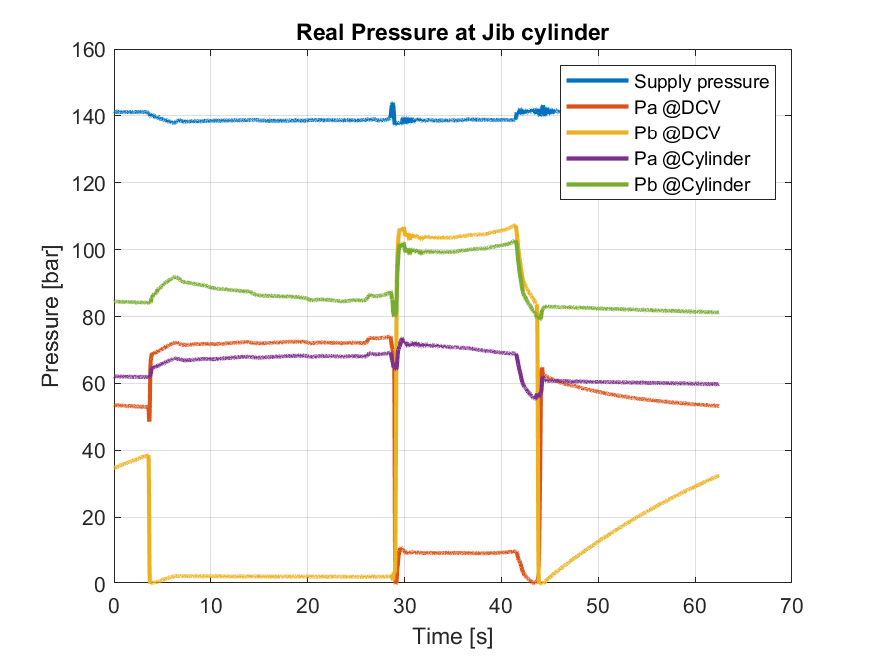 Real Pressure at Jib cylinder
160
140
120
100
80
60
40
20
0
Pressure [bar]
Supply pressure
Pa @DCV
Pb @DCV
Pa @Cylinder
Pb @Cylinder
0 10 20 30 40 50 60 70
Time [s]